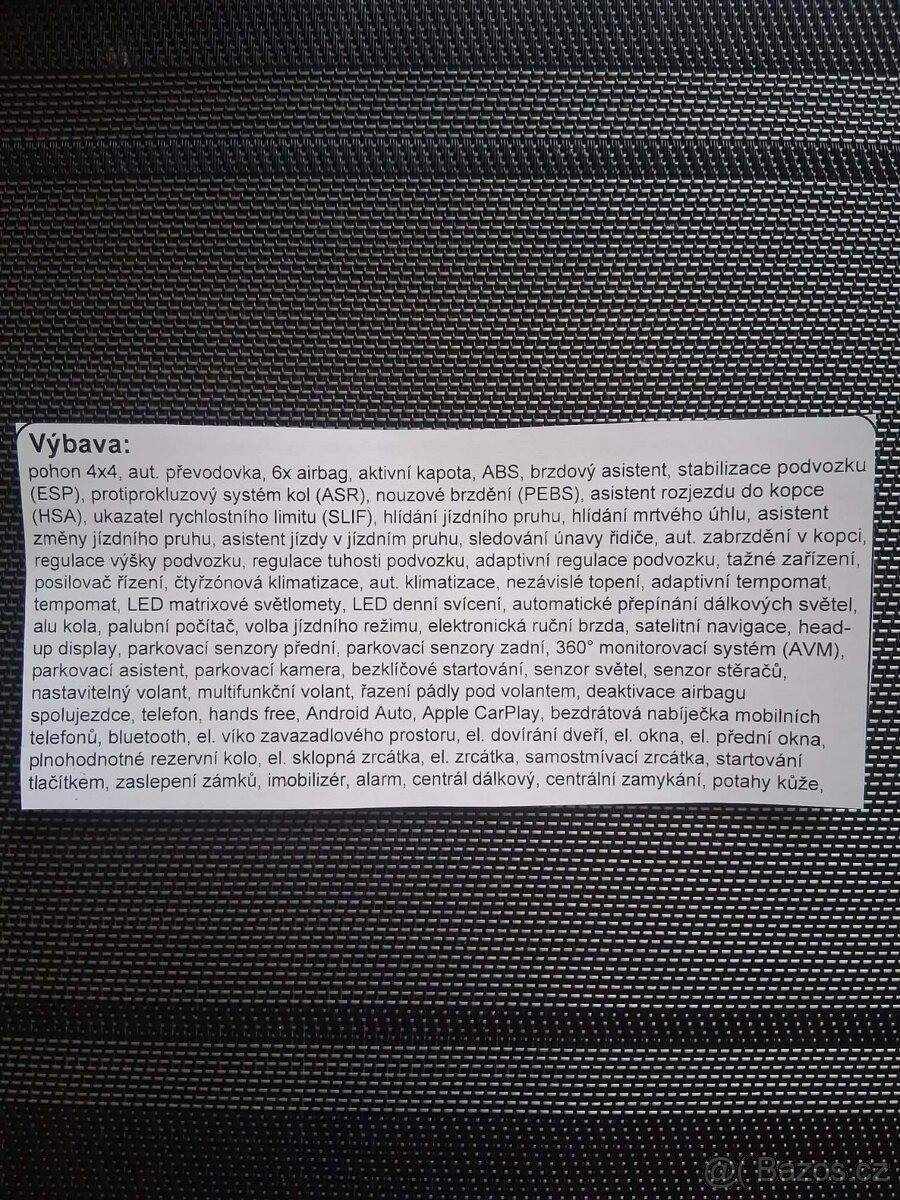 Výbava:
pohon 4x4, aut. převodovka, 6x airbag, aktivní kapota, ABS, brzdový asistent, stabilizace podvozku
(ESP), protiprokluzový systém kol (ASR), nouzové brzdění (PEBS), asistent rozjezdu do kopce
(HSA), ukazatel rychlostního limitu (SLIF), hlídání jízdního pruhu, hlídání mrtvého úhlu, asistent
změny jízdního pruhu, asistent jízdy v jízdním pruhu, sledování únavy řidiče, aut. zabrzdění v kopci,
regulace výšky podvozku, regulace tuhosti podvozku, adaptivní regulace podvozku, tažné zařízení,
posilovač řízení, čtyřzónová klimatizace, aut. klimatizace, nezávislé topení, adaptivní tempomat,
tempomat, LED matrixové světlomety, LED denní svícení, automatické přepínání dálkových světel,
alu kola, palubní počítač, volba jízdního režimu, elektronická ruční brzda, satelitní navigace, head-
up display, parkovací senzory přední, parkovací senzory zadní, 360° monitorovací systém (AVM),
parkovací asistent, parkovací kamera, bezklíčové startování, senzor světel, senzor stěračů,
nastavitelný volant, multifunkční volant, řazení pádly pod volantem, deaktivace airbagu
spolujezdce, telefon, hands free, Android Auto, Apple CarPlay, bezdrátová nabíječka mobilních
telefonů, bluetooth, el. víko zavazadlového prostoru, el. dovírání dveří, el. okna, el. přední okna,
plnohodnotné rezervní kolo, el. sklopná zrcátka, el. zrcátka, samostmívací zrcátka, startování
tlačítkem, zaslepení zámků, imobilizér, alarm, centrál dálkový, centrální zamykání, potahy kůže,
@( Bazos.cz